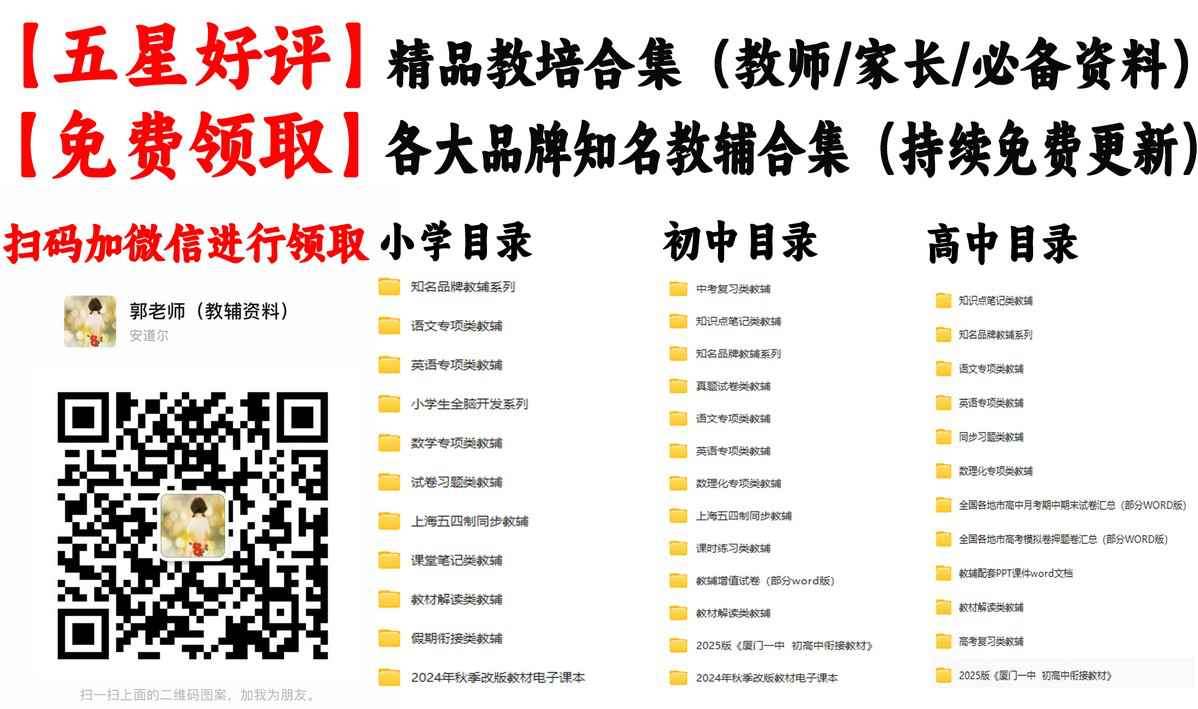 【五星好评】精品教培合集（教师/家长/必备资料）
【免费领取】各大品牌知名教辅合集（持续免费更新）
扫码加微信进行领取
郭老师（教辅资料）
安道尔
扫一扫上面的二维码图案，加我为朋友。
小学目录
知名品牌教辅系列
语文专项类教辅
英语专项类教辅
小学生全脑开发系列
数学专项类教辅
试卷习题类教辅
上海五四制同步教辅
课堂笔记类教辅
教材解读类教辅
假期衔接类教辅
2024年秋季改版教材电子课本
初中目录
中考复习类教辅
知识点笔记类教辅
知名品牌教辅系列
真题试卷类教辅
语文专项类教辅
英语专项类教辅
数理化专项类教辅
上海五四制同步教辅
课时练习类教辅
教辅增值试卷（部分word版）
教材解读类教辅
2025版《厦门一中 初高中衔接教材》
2024年秋季改版教材电子课本
高中目录
知识点笔记类教辅
知名品牌教辅系列
语文专项类教辅
英语专项类教辅
同步习题类教辅
数理化专项类教辅
全国各地市高中月考期中期末试卷汇总（部分WORD版）
全国各地市高考模拟卷押题卷汇总（部分WORD版）
教辅配套PPT课件word文档
教材解读类教辅
高考复习类教辅
2025版《厦门一中 初高中衔接教材》